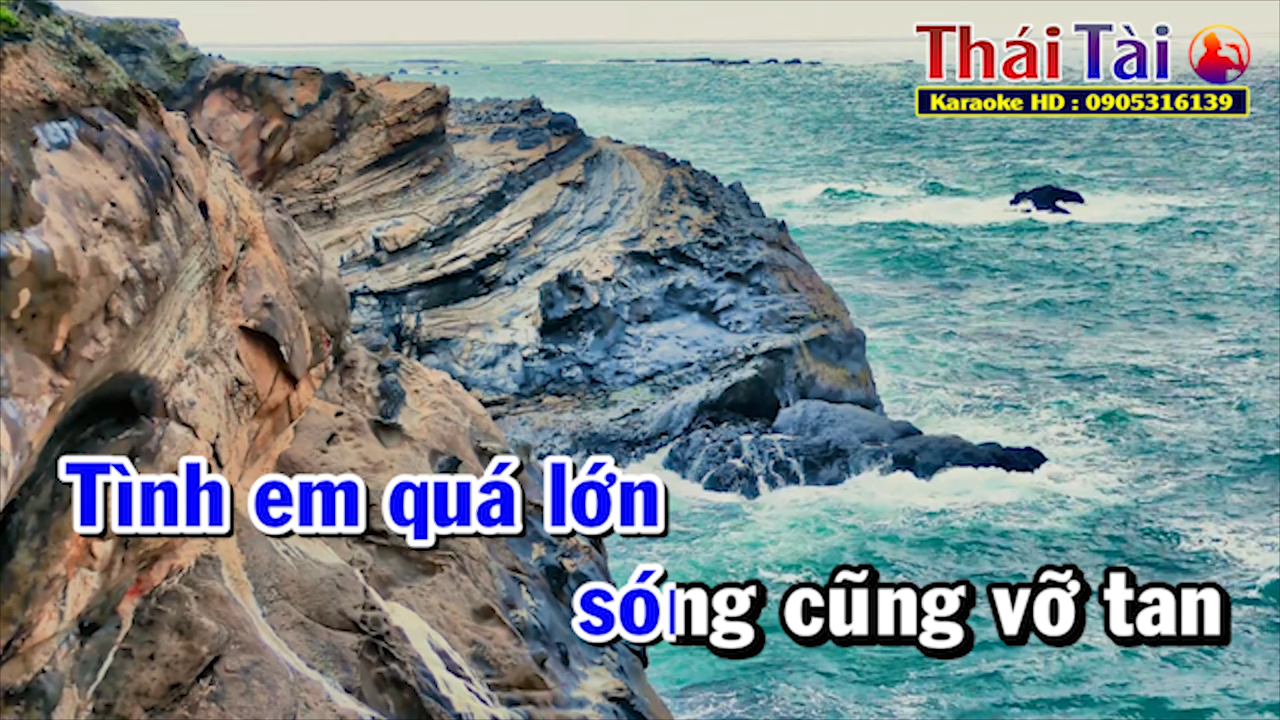 Thái Tài
Karaoke HD : 0905316139
Tình em quá lớn
sóng cũng vỡ tan